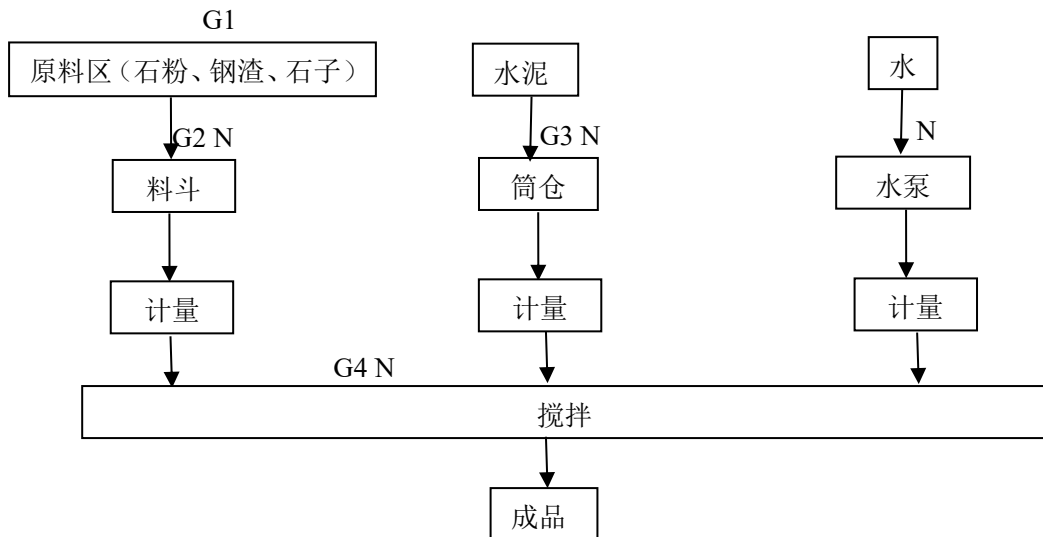 G1
原料区（石粉、钢渣、石子）
水泥
水
G2 N
G3 N
N
料斗
筒仓
水泵
计量
计量
计量
G4 N
搅拌
成品